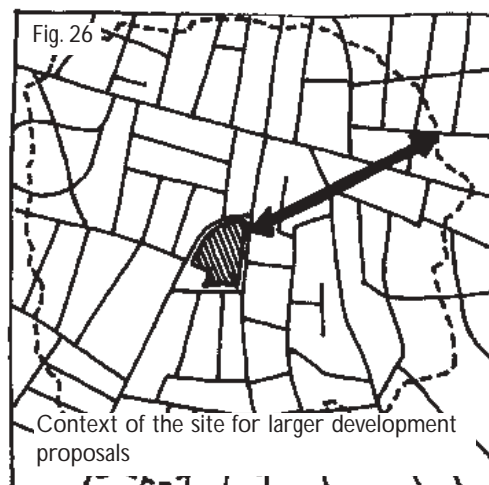 Fig. 26
Context of the site for larger development
proposals